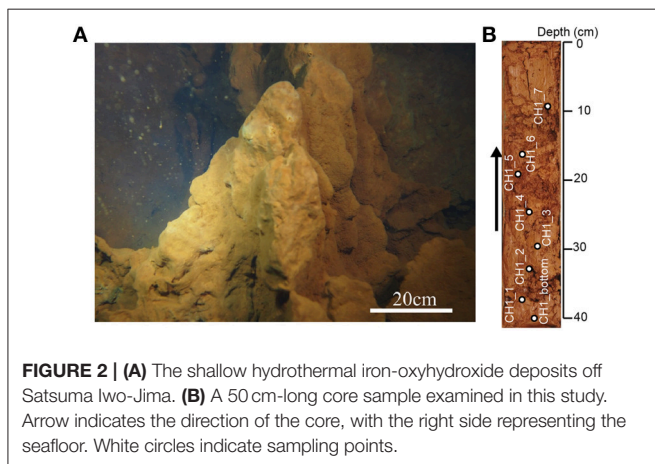 A
B
Depth (cm)
0
CH1_7
10
CH1_6
CH1_5
20
CH1_4
CH1_3
30
CH1_2
CH1_bottom
CH1_1
40
20cm
FIGURE 2 | (A) The shallow hydrothermal iron-oxyhydroxide deposits off
Satsuma Iwo-Jima. (B) A 50 cm-long core sample examined in this study.
Arrow indicates the direction of the core, with the right side representing the
seafloor. White circles indicate sampling points.